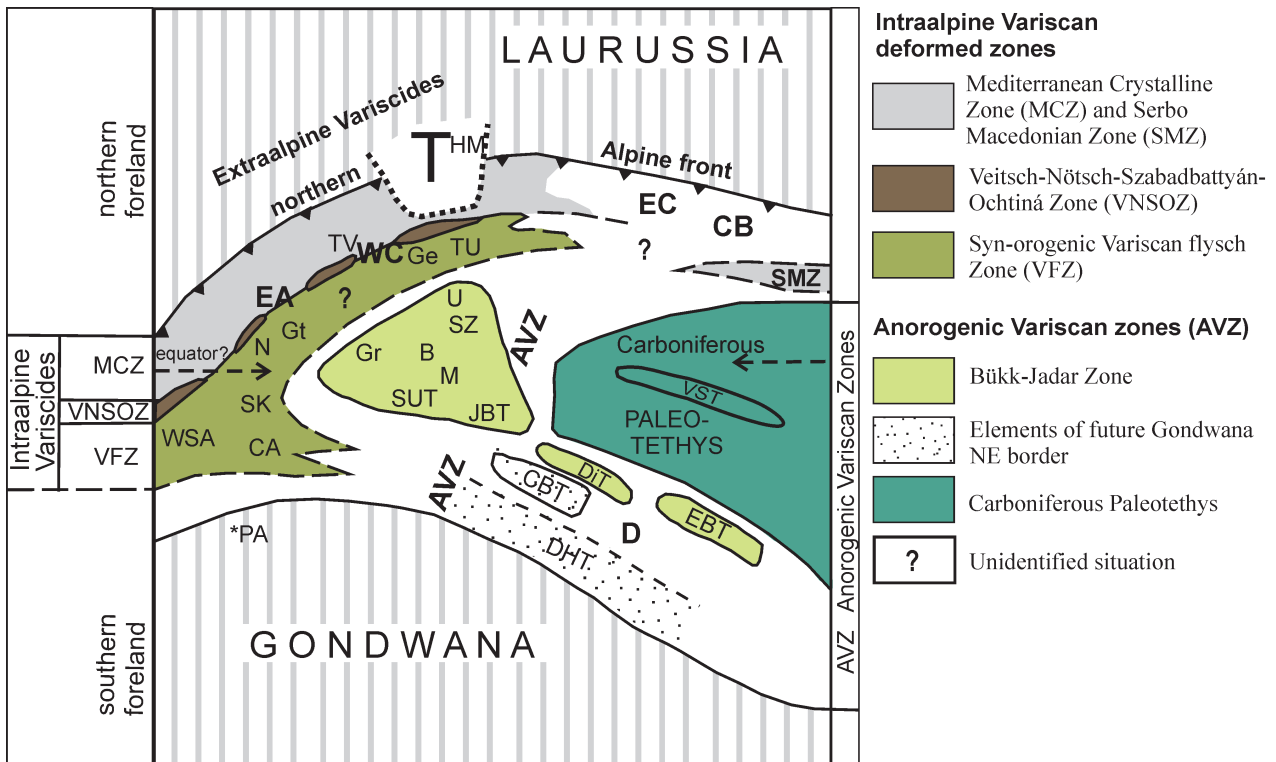 LAURUSSIA
Extraalpine Variscides
northern
Alpine front
T
HM
EC
CB
?
SMZ
TV
WC
Ge
TU
EA
?
Gt
N
equator?
SK
WSA
CA
U
SZ
Gr
B
M
SUT
JBT
AVZ
Carboniferous
VST
PALEO-
TETHYS
AVZ
CBT
DiT
EBT
D
DHT
*PA
GONDWANA
northern
foreland
Intraalpine
Variscides
MCZ
VNSOZ
VFZ
southern
foreland
AVZ Anorogenic Variscan Zones
Intraalpine Variscan
deformed zones
Mediterranean Crystalline
Zone (MCZ) and Serbo
Macedonian Zone (SMZ)
Veitsch-Nötsch-Szabadbattyán-
Ochtiná Zone (VNSOZ)
Syn-orogenic Variscan flysch
Zone (VFZ)
Anorogenic Variscan zones (AVZ)
Bükk-Jadar Zone
Elements of future Gondwana
NE border
Carboniferous Paleotethys
?
Unidentified situation